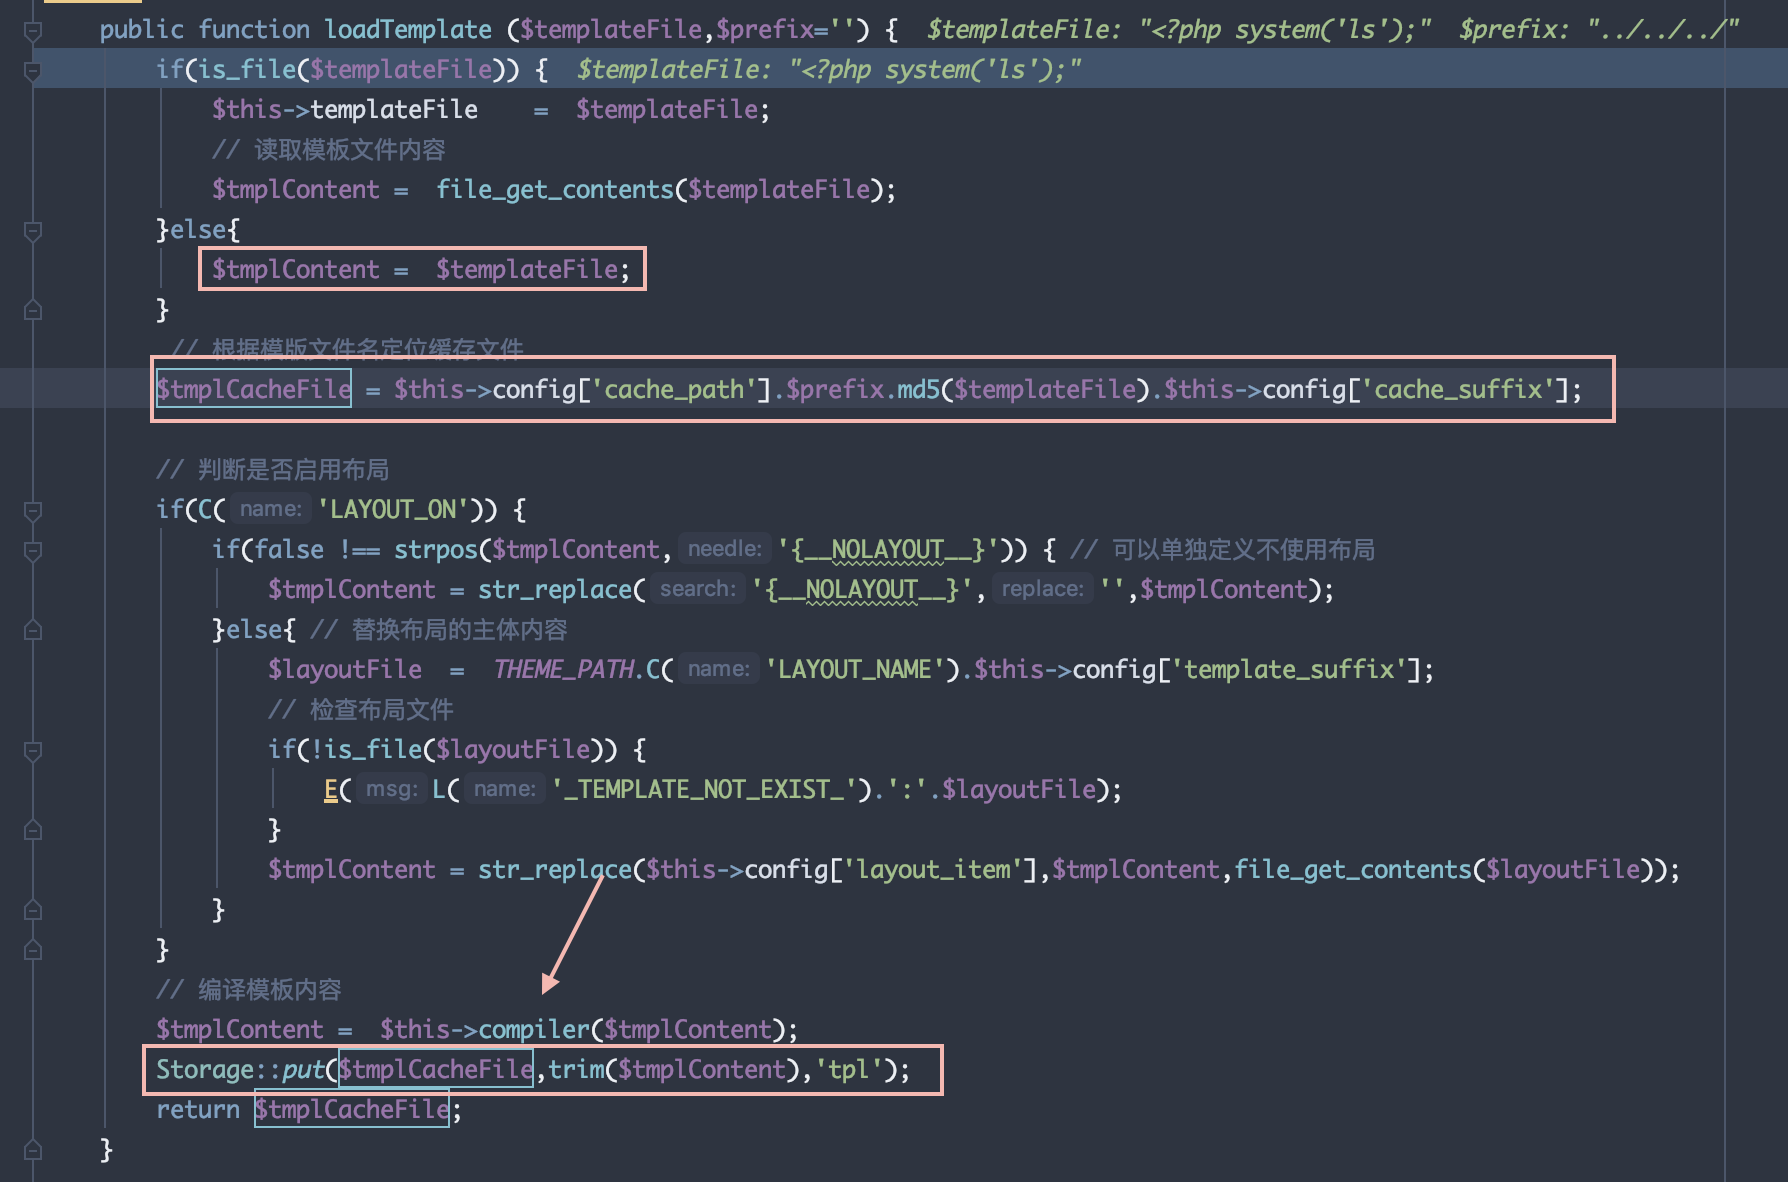 public function loadTemplate ($templateFile,$prefix='') {  $templateFile: "<?php system('ls');"  $prefix: "../../../"
if(is_file($templateFile)) {  $templateFile: "<?php system('ls');"
$this->templateFile    =  $templateFile;
// 读取模板文件内容
$tmplContent =  file_get_contents($templateFile);
}else{
$tmplContent =  $templateFile;
}
// 根据模版文件名定位缓存文件
$tmplCacheFile = $this->config['cache_path'].$prefix.md5($templateFile).$this->config['cache_suffix'];
// 判断是否启用布局
if(C( name: 'LAYOUT_ON')) {
if(false !== strpos($tmplContent, needle: '{__NOLAYOUT__}')) { // 可以单独定义不使用布局
$tmplContent = str_replace( search: '{__NOLAYOUT__}', replace: '',$tmplContent);
}else{ // 替换布局的主体内容
$layoutFile  =  THEME_PATH.C( name: 'LAYOUT_NAME').$this->config['template_suffix'];
// 检查布局文件
if(!is_file($layoutFile)) {
E( msg: L( name: '_TEMPLATE_NOT_EXIST_').':'.$layoutFile);
}
$tmplContent = str_replace($this->config['layout_item'],$tmplContent,file_get_contents($layoutFile));
}
}
// 编译模板内容
$tmplContent =  $this->compiler($tmplContent);
Storage::put($tmplCacheFile,trim($tmplContent),'tpl');
return $tmplCacheFile;
}